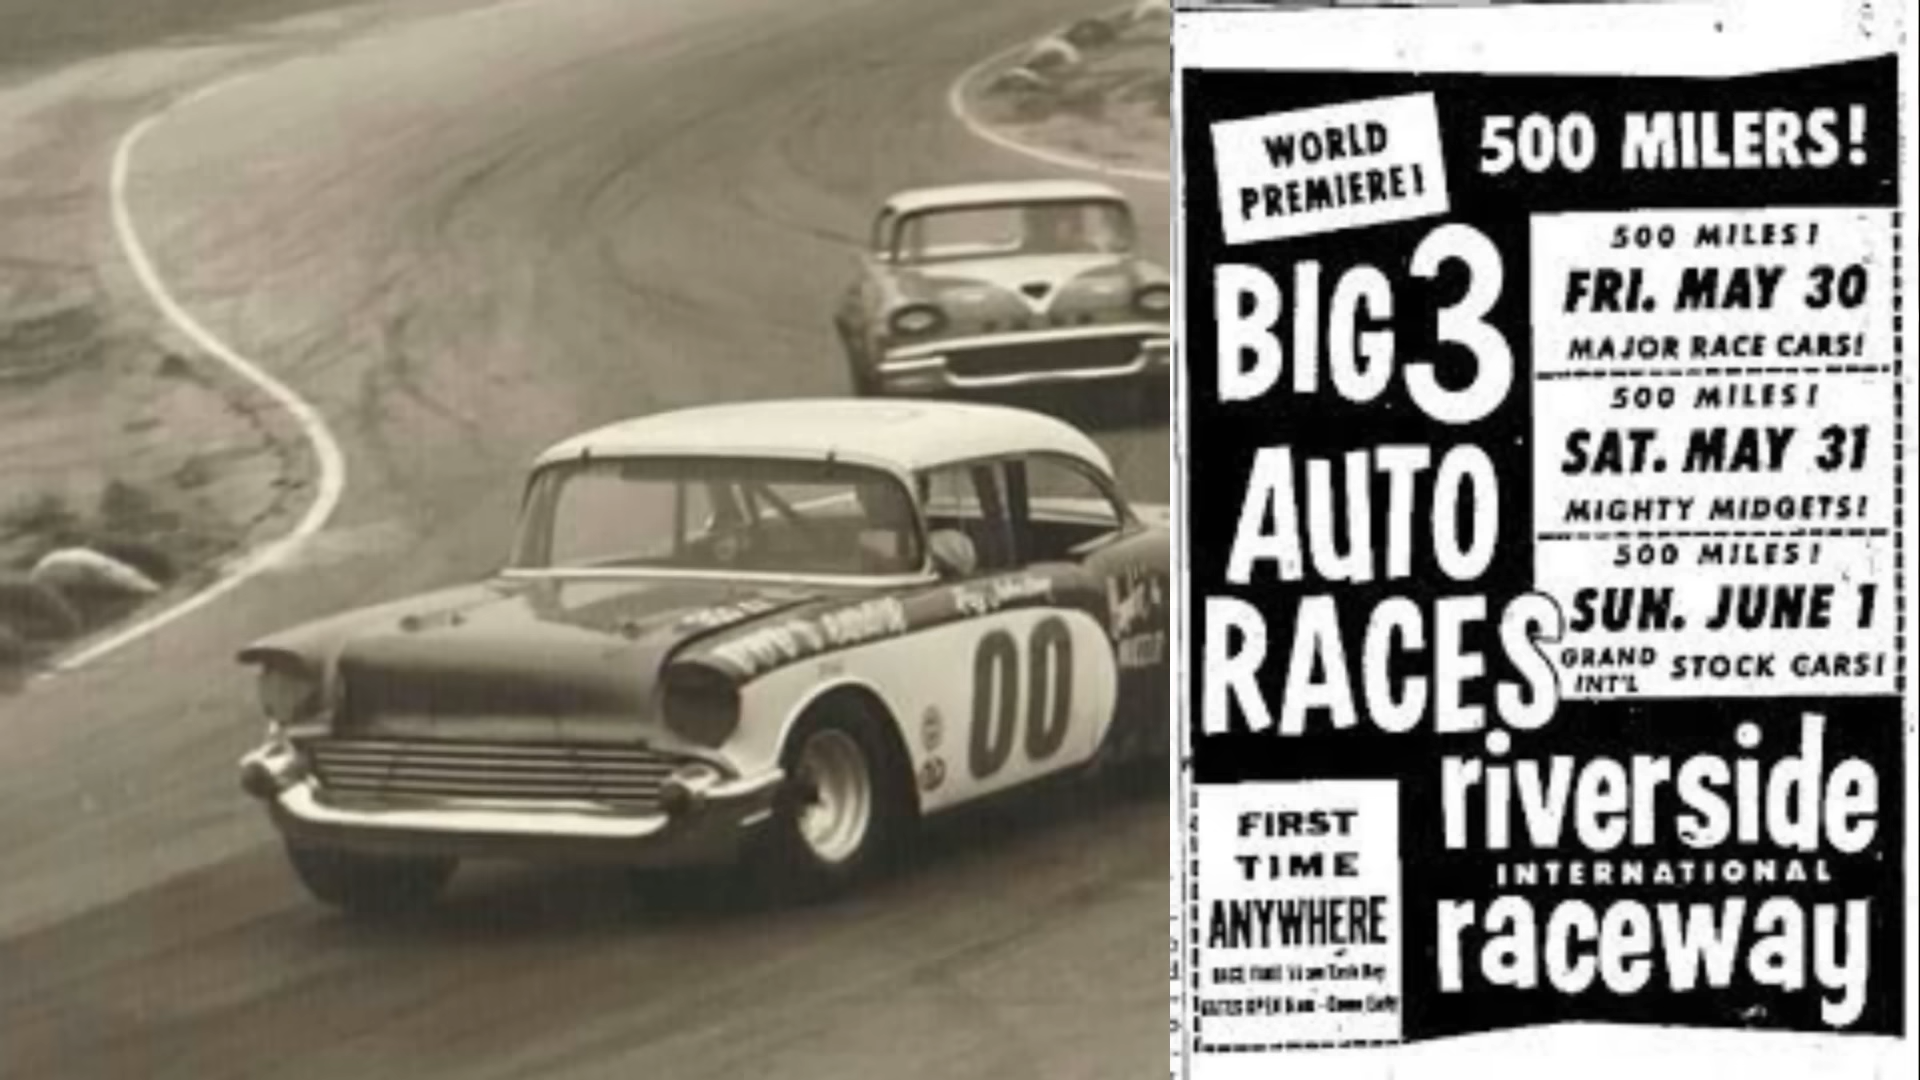 00
WORLD
PREMIERE!
500 MILERS!
BIG 3
AUTO
RACES
500 MILES!
FRI. MAY 30
MAJOR RACE CARS!
500 MILES!
SAT. MAY 31
MIGHTY MIDGETS!
500 MILES!
SUN. JUNE 1
GRAND INT'L STOCK CARS!
riverside
INTERNATIONAL
raceway
FIRST
TIME
ANYWHERE